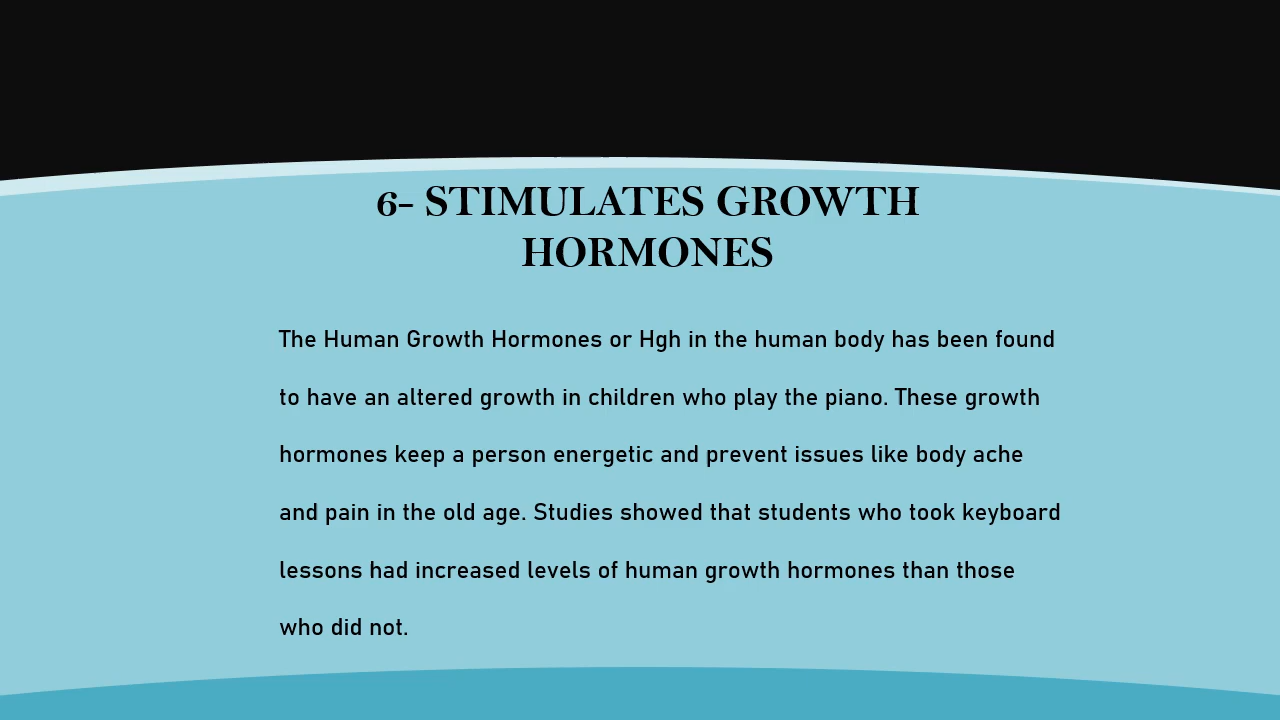 6- STIMULATES GROWTH
HORMONES
The Human Growth Hormones or Hgh in the human body has been found
to have an altered growth in children who play the piano. These growth
hormones keep a person energetic and prevent issues like body ache
and pain in the old age. Studies showed that students who took keyboard
lessons had increased levels of human growth hormones than those
who did not.